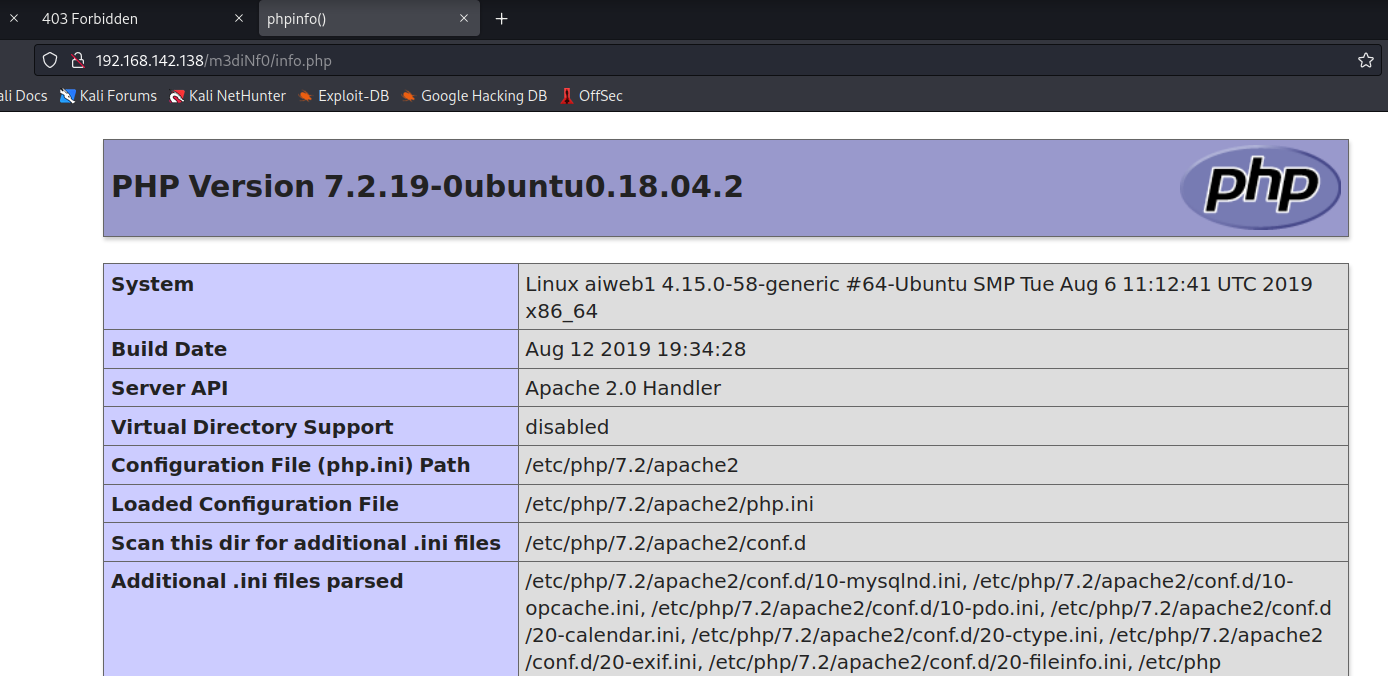 403 Forbidden
phpinfo()
192.168.142.138/m3diNf0/info.php
ali Docs Kali Forums Kali NetHunter Exploit-DB Google Hacking DB OffSec
PHP Version 7.2.19-0ubuntu0.18.04.2
php
System Linux aiweb1 4.15.0-58-generic #64-Ubuntu SMP Tue Aug 6 11:12:41 UTC 2019
x86_64
Build Date Aug 12 2019 19:34:28
Server API Apache 2.0 Handler
Virtual Directory Support disabled
Configuration File (php.ini) Path /etc/php/7.2/apache2
Loaded Configuration File /etc/php/7.2/apache2/php.ini
Scan this dir for additional .ini files /etc/php/7.2/apache2/conf.d
Additional .ini files parsed /etc/php/7.2/apache2/conf.d/10-mysqlnd.ini, /etc/php/7.2/apache2/conf.d/10-
opcache.ini, /etc/php/7.2/apache2/conf.d/10-pdo.ini, /etc/php/7.2/apache2/conf.d
/20-calendar.ini, /etc/php/7.2/apache2/conf.d/20-ctype.ini, /etc/php/7.2/apache2
/conf.d/20-exif.ini, /etc/php/7.2/apache2/conf.d/20-fileinfo.ini, /etc/php